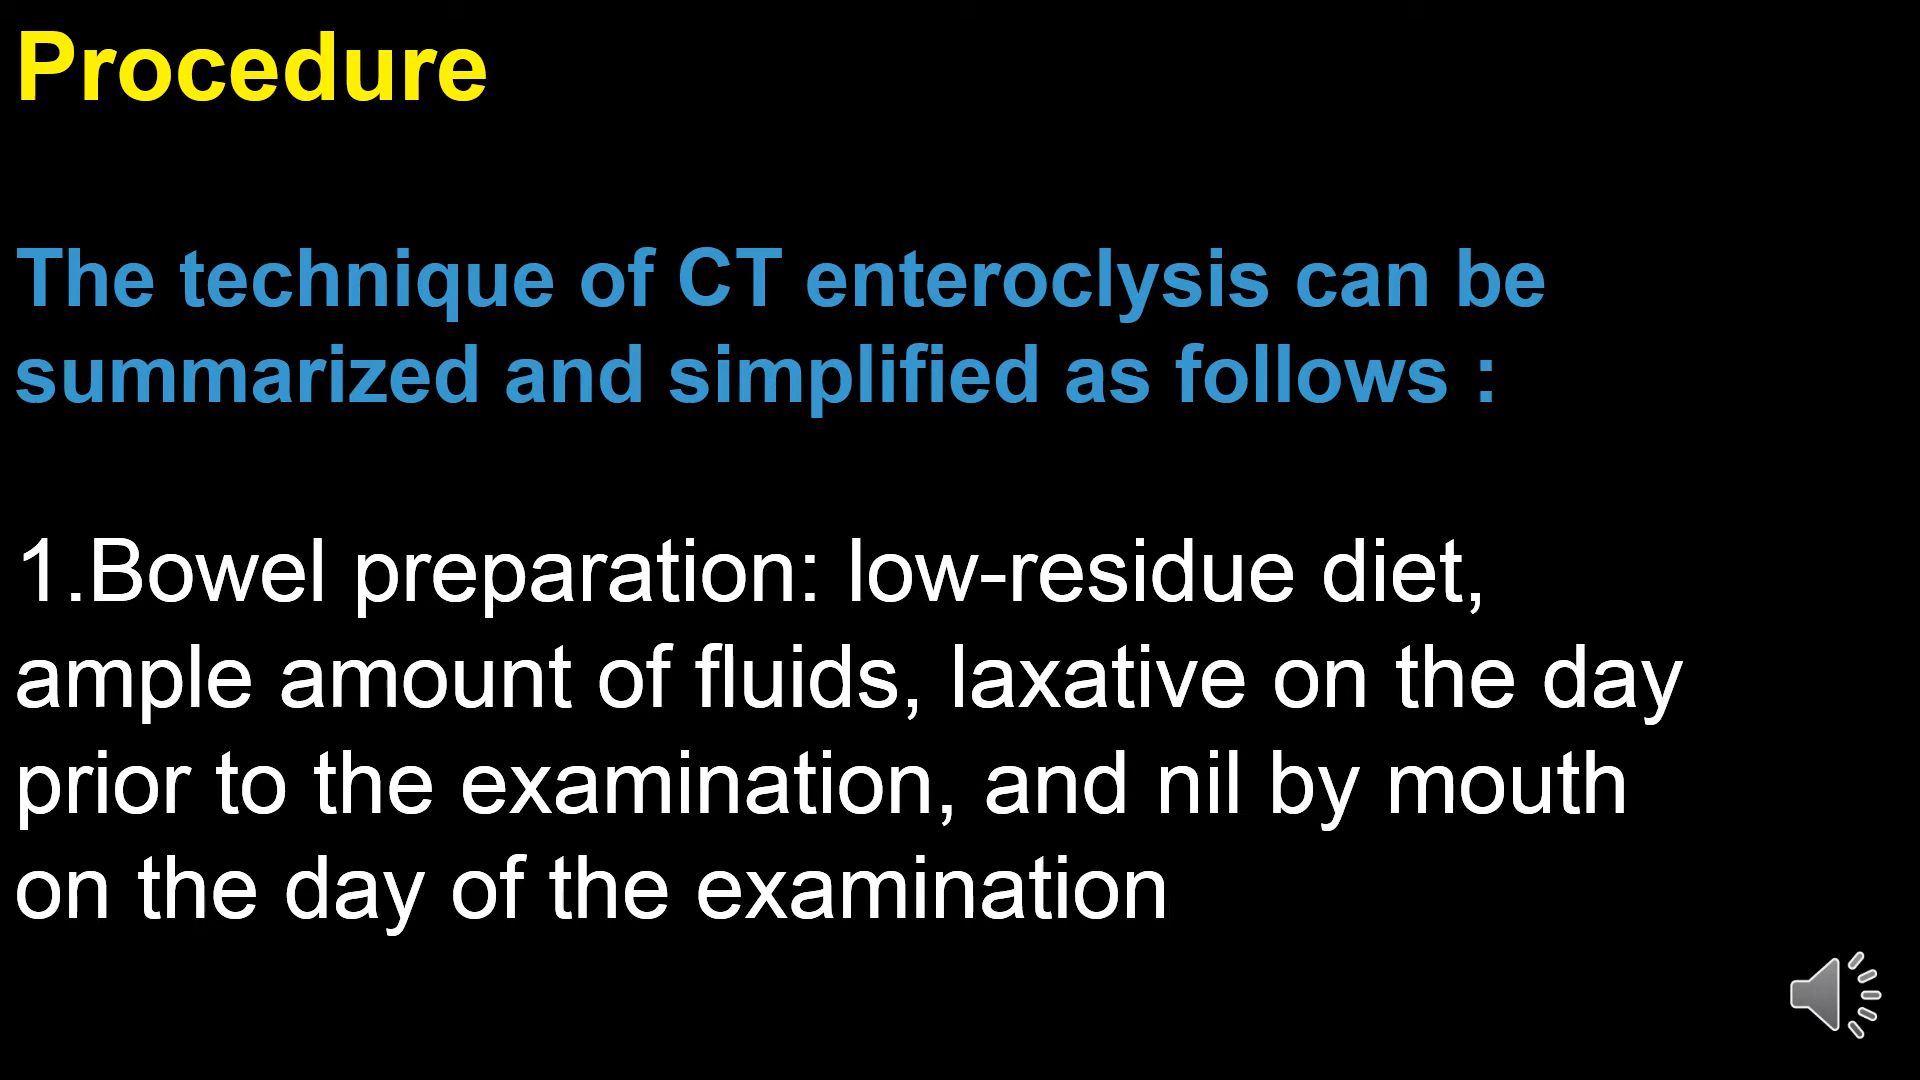 Procedure
The technique of CT enteroclysis can be
summarized and simplified as follows :
1.Bowel preparation: low-residue diet,
ample amount of fluids, laxative on the day
prior to the examination, and nil by mouth
on the day of the examination